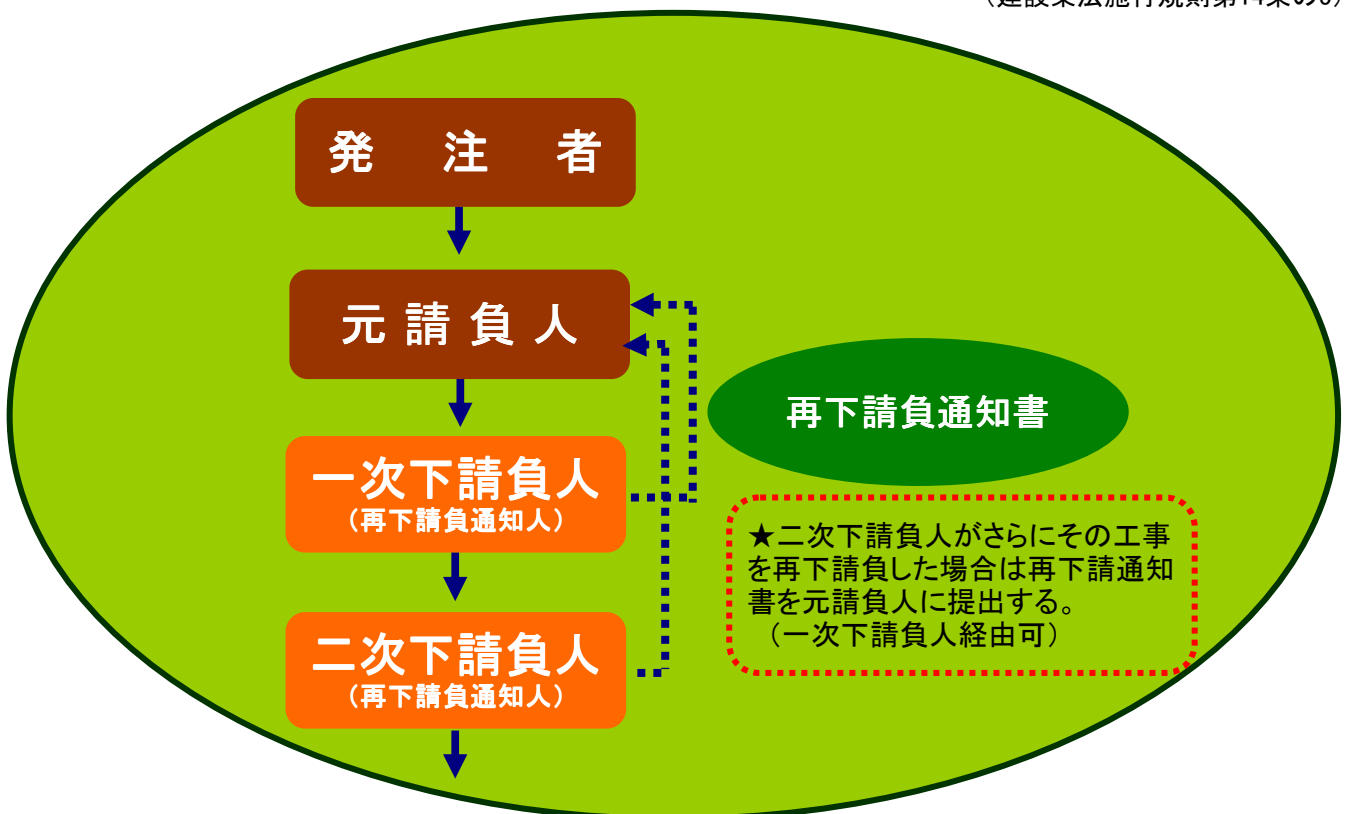 発 注 者
元 請 負 人
再下請負通知書
一次下請負人
（再下請負通知人）
★二次下請負人がさらにその工事
を再下請負した場合は再下請通知
書を元請負人に提出する。
（一次下請負人経由可）
二次下請負人
（再下請負通知人）